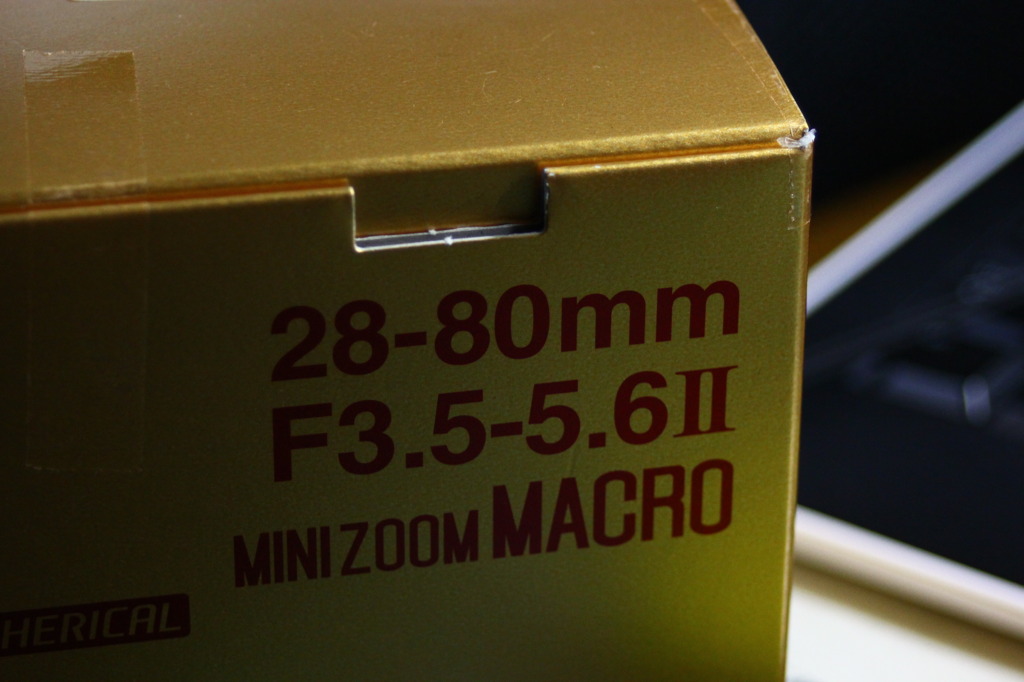 28-80mm
F3.5-5.6II
MINI ZOOM MACRO
HERICAL